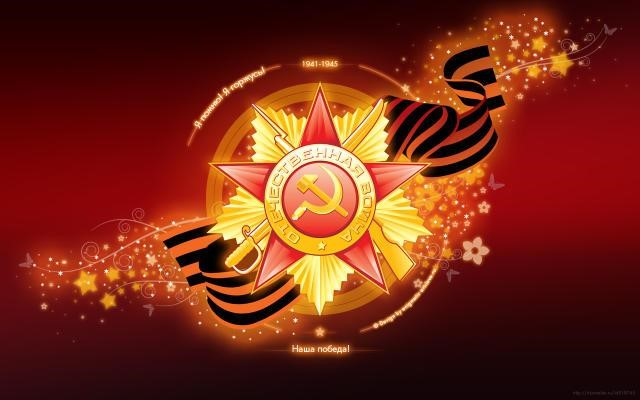 1941-1945
Я помню! Я горжусь!
ОТЕЧЕСТВЕННАЯ ВОЙНА
Наша победа!